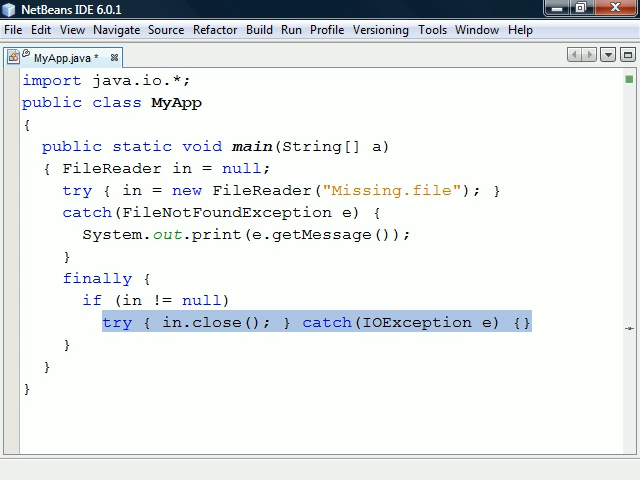 NetBeans IDE 6.0.1
File Edit View Navigate Source Refactor Build Run Profile Versioning Tools Window Help
MyApp.java *
import java.io.*;
public class MyApp
{
public static void main(String[] a)
{ FileReader in = null;
try { in = new FileReader("Missing.file"); }
catch(FileNotFoundException e) {
System.out.print(e.getMessage());
}
finally {
if (in != null)
try { in.close(); } catch(IOException e) {}
}
}
}